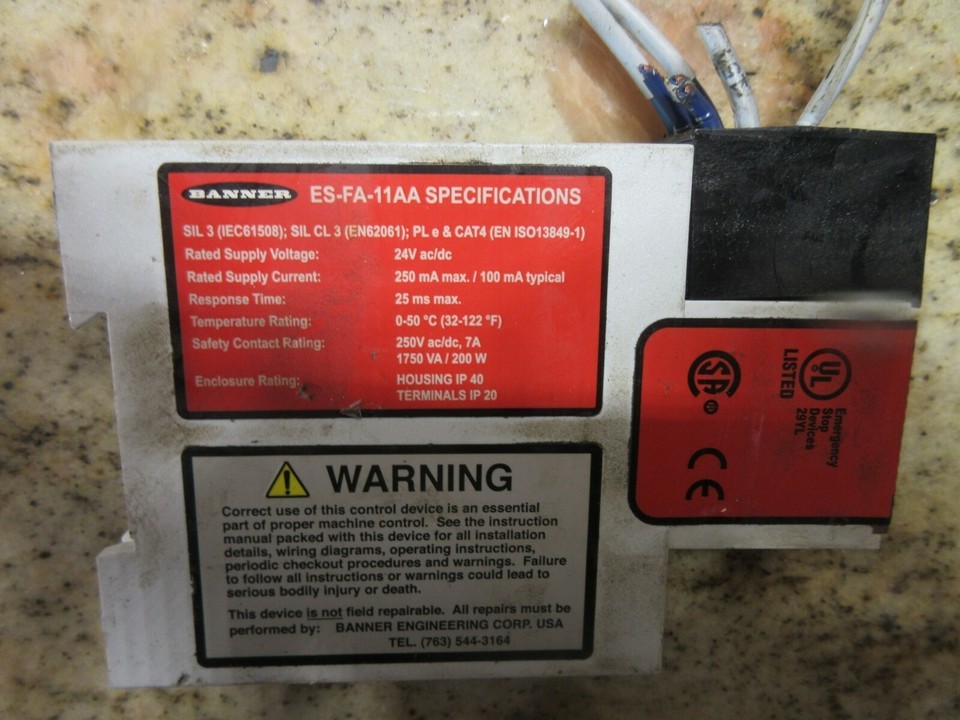 BANNER ES-FA-11AA SPECIFICATIONS
SIL 3 (IEC61508); SIL CL 3 (EN62061); PL e & CAT4 (EN ISO13849-1)
Rated Supply Voltage: 24V ac/dc
Rated Supply Current: 250 mA max. / 100 mA typical
Response Time: 25 ms max.
Temperature Rating: 0-50 °C (32-122 °F)
Safety Contact Rating: 250V ac/dc, 7A
1750 VA / 200 W
Enclosure Rating: HOUSING IP 40
TERMINALS IP 20
WARNING
Correct use of this control device is an essential
part of proper machine control. See the instruction
manual packed with this device for all installation
details, wiring diagrams, operating instructions,
periodic checkout procedures and warnings. Failure
to follow all instructions or warnings could lead to
serious bodily injury or death.
This device is not field repairable. All repairs must be
performed by: BANNER ENGINEERING CORP. USA
TEL. (763) 544-3164
UL
LISTED
Emergency
Stop
Devices
29YL
SA
CE